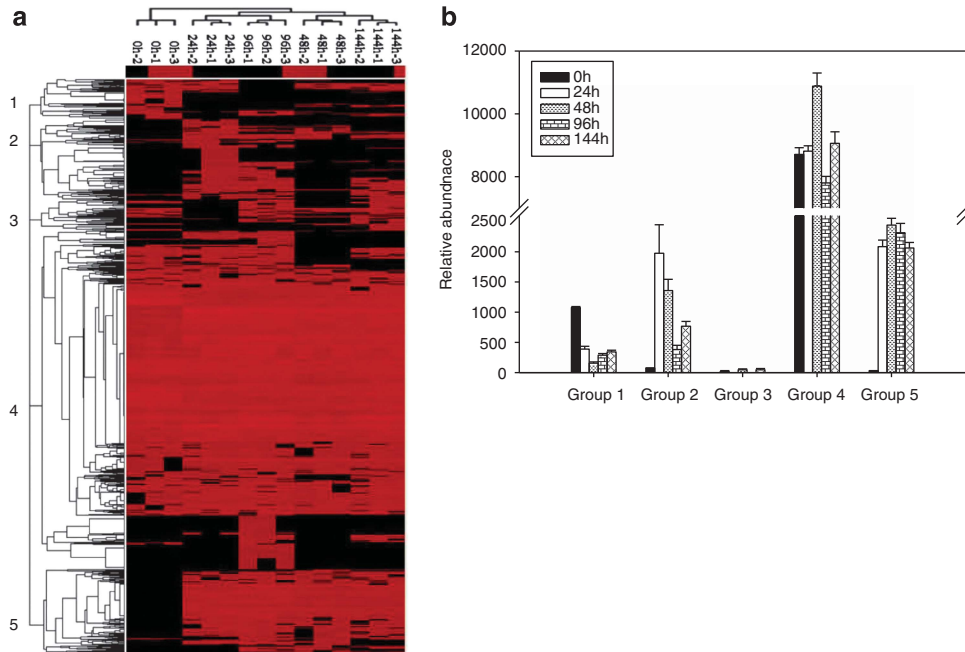 a
0h-2 0h-1 0h-3 24h-2 24h-1 24h-3 96h-1 96h-2 96h-3 48h-2 48h-1 48h-3 144h-2 144h-1 144h-3
1
2
3
4
5
b
12000
10000
8000
2500
2000
1500
1000
500
0
Relative abundnace
0h
24h
48h
96h
144h
Group 1 Group 2 Group 3 Group 4 Group 5